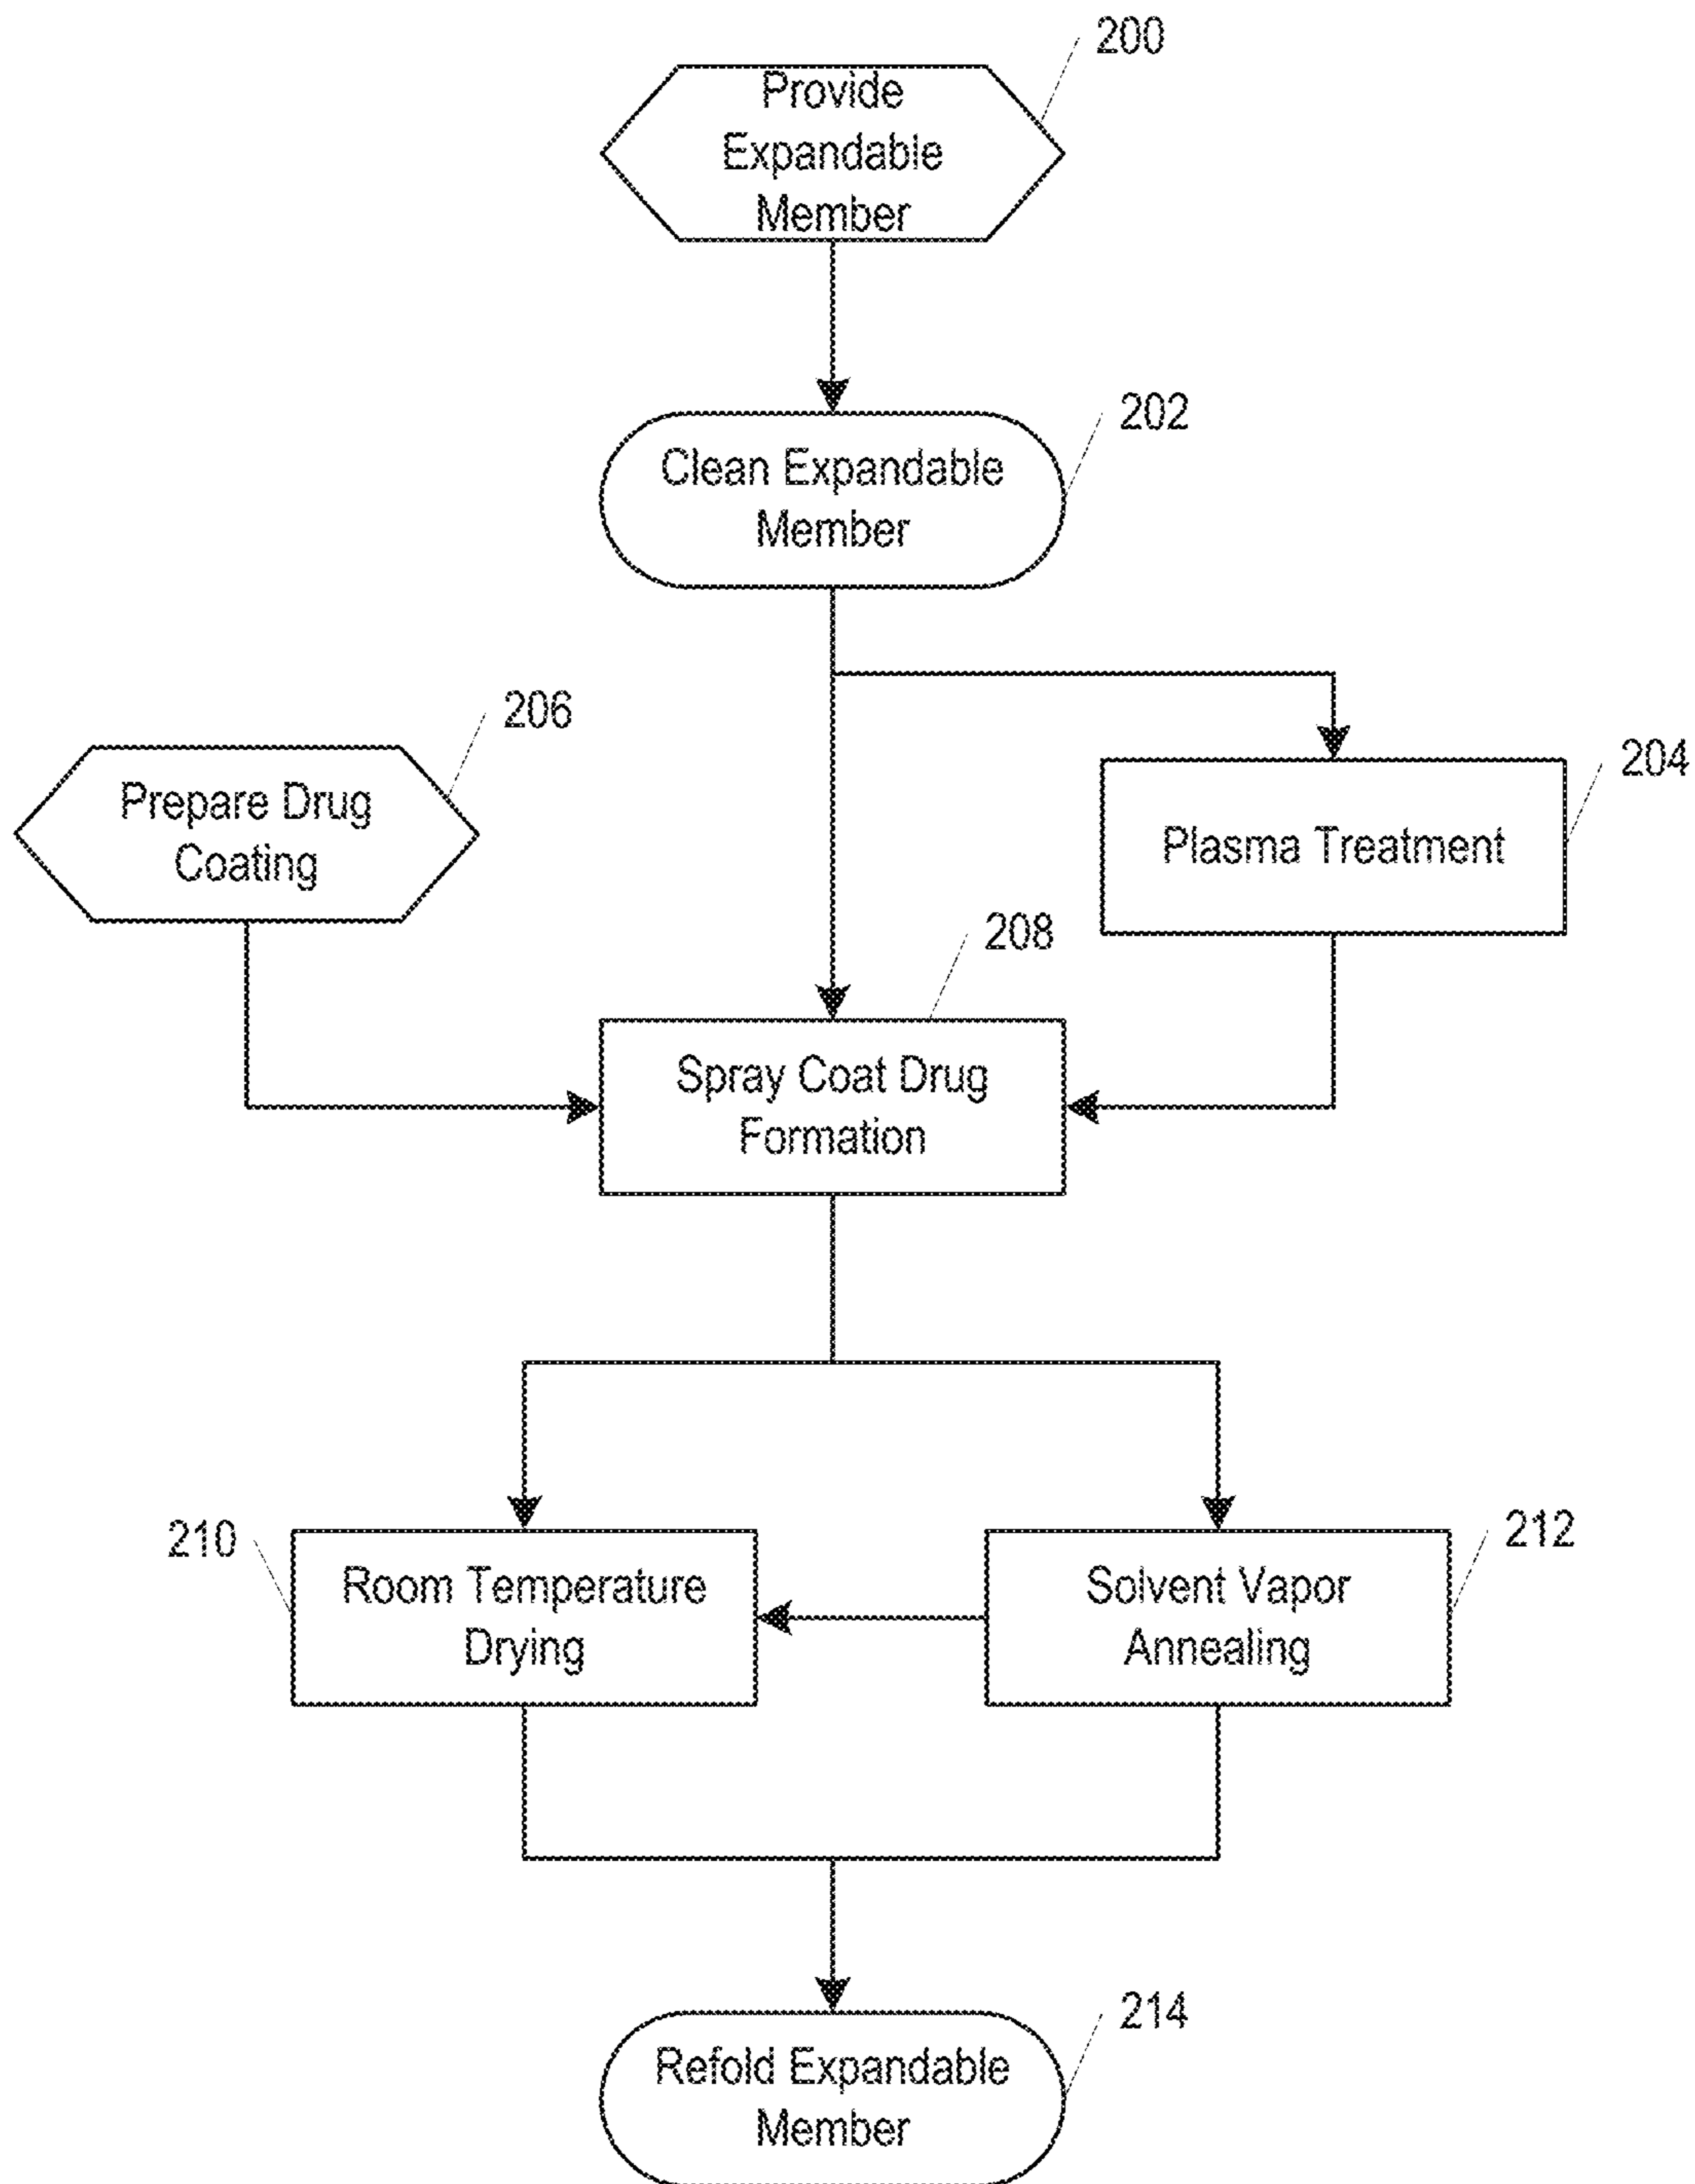 200
Provide
Expandable
Member
202
Clean Expandable
Member
206
Prepare Drug
Coating
204
Plasma Treatment
208
Spray Coat Drug
Formation
210
Room Temperature
Drying
212
Solvent Vapor
Annealing
214
Refold Expandable
Member